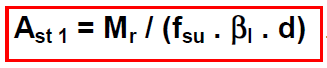 Ast 1 = Mr / (fsu . βl . d)